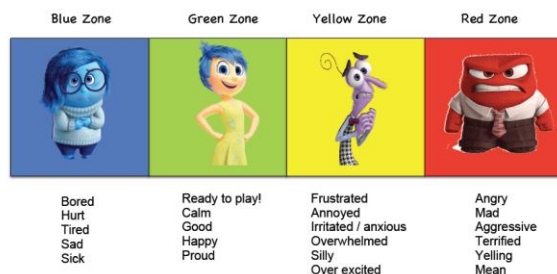 Blue Zone
Green Zone
Yellow Zone
Red Zone
Bored
Hurt
Tired
Sad
Sick
Ready to play!
Calm
Good
Happy
Proud
Frustrated
Annoyed
Irritated / anxious
Overwhelmed
Silly
Over excited
Angry
Mad
Aggressive
Terrified
Yelling
Mean